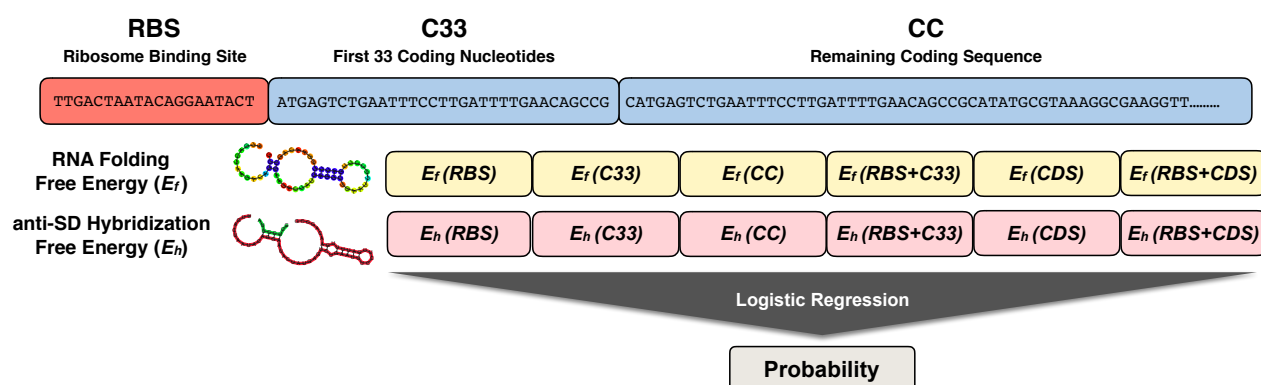 RBS
Ribosome Binding Site
C33
First 33 Coding Nucleotides
CC
Remaining Coding Sequence
TTGACTAATACAGGAATACT
ATGAGTCTGAATTTCCTTGATTTTGAACAGCCG
CATGAGTCTGAATTTCCTTGATTTTGAACAGCCGCATATGCGTAAAGGCGAAGGTT.........
RNA Folding
Free Energy (Ef)
Ef (RBS)
Ef (C33)
Ef (CC)
Ef (RBS+C33)
Ef (CDS)
Ef (RBS+CDS)
anti-SD Hybridization
Free Energy (Eh)
Eh (RBS)
Eh (C33)
Eh (CC)
Eh (RBS+C33)
Eh (CDS)
Eh (RBS+CDS)
Logistic Regression
Probability